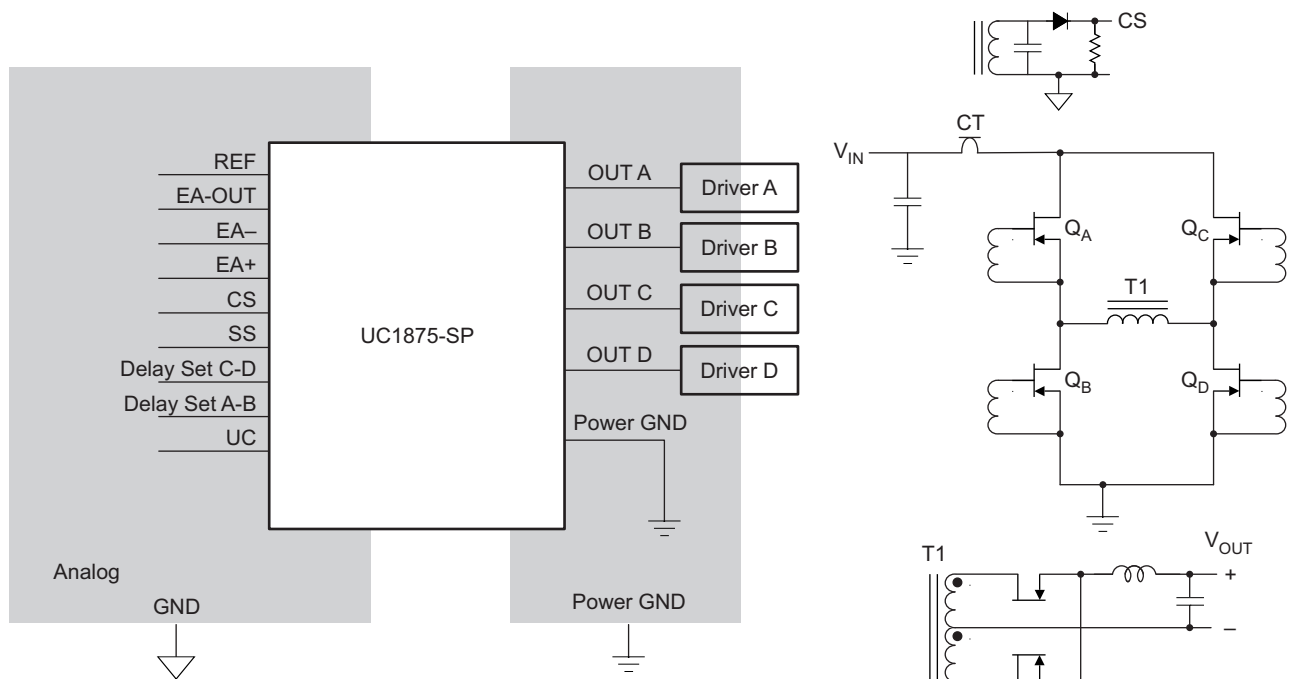 CS
CT
V_IN
REF
EA-OUT
EA–
EA+
CS
SS
Delay Set C-D
Delay Set A-B
UC
UC1875-SP
OUT A
OUT B
OUT C
OUT D
Power GND
Driver A
Driver B
Driver C
Driver D
Q_A
Q_C
T1
Q_B
Q_D
Analog
GND
Power GND
T1
V_OUT
+
–